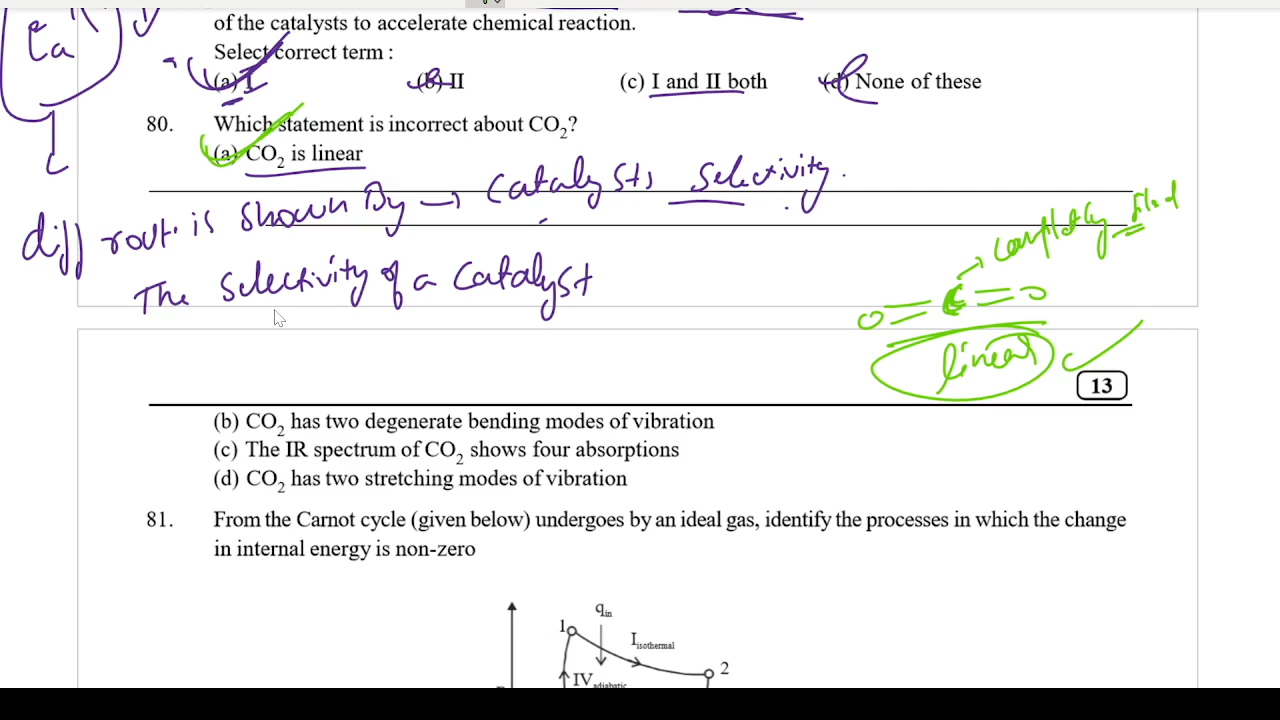 Ea
of the catalysts to accelerate chemical reaction.
Select correct term :
(a) I (b) II (c) I and II both (d) None of these
80. Which statement is incorrect about CO2?
(a) CO2 is linear
diff rout. is shown By → Catalysts selectivity.
The selectivity of a Catalyst
completely filed
O=C=O
linear
13
(b) CO2 has two degenerate bending modes of vibration
(c) The IR spectrum of CO2 shows four absorptions
(d) CO2 has two stretching modes of vibration
81. From the Carnot cycle (given below) undergoes by an ideal gas, identify the processes in which the change
in internal energy is non-zero
qin
1
Iisothermal
2
IVadiabatic